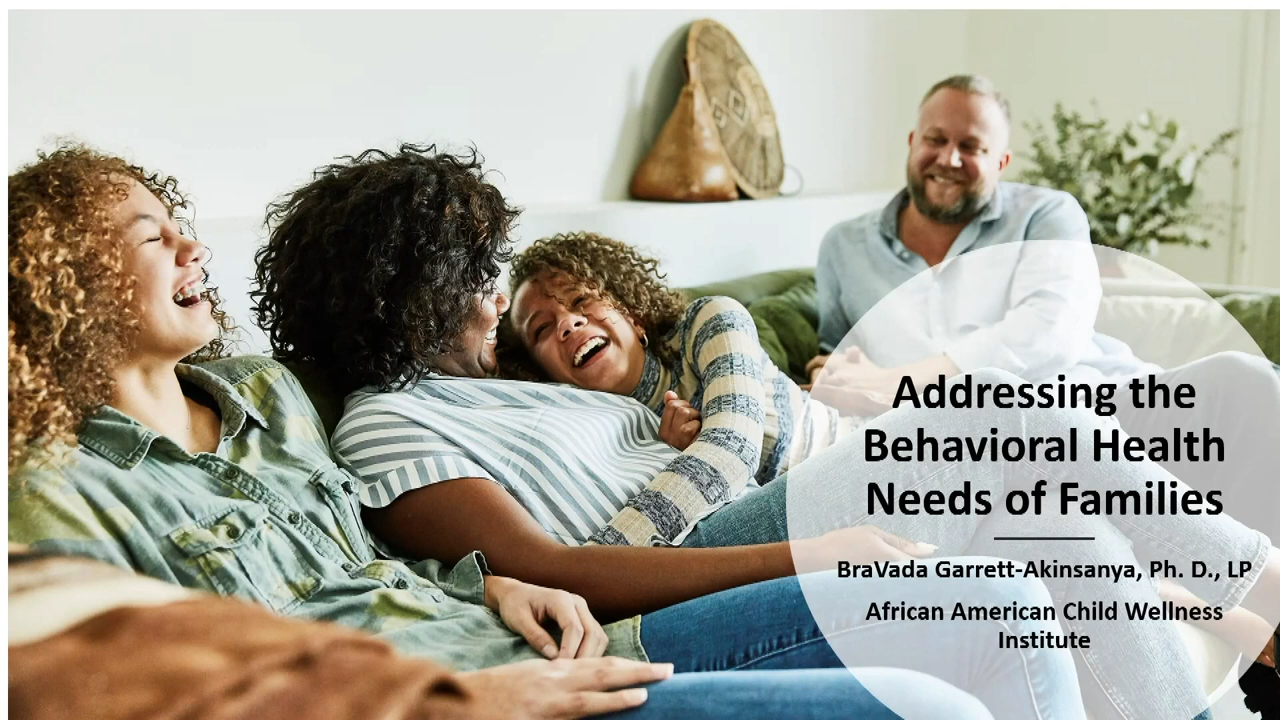 Addressing the
Behavioral Health
Needs of Families
BraVada Garrett-Akinsanya, Ph. D., LP
African American Child Wellness
Institute